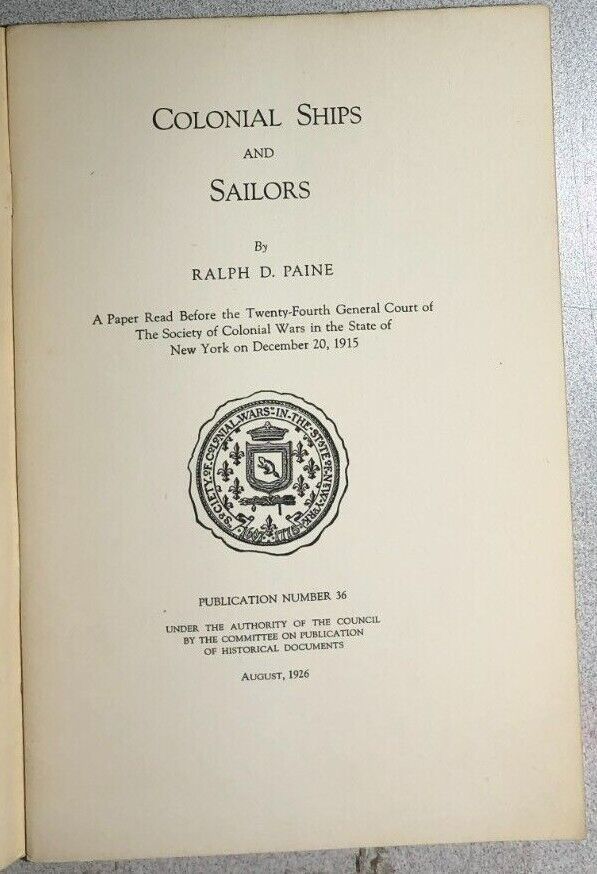 COLONIAL SHIPS
AND
SAILORS
By
RALPH D. PAINE
A Paper Read Before the Twenty-Fourth General Court of
The Society of Colonial Wars in the State of
New York on December 20, 1915
SOCIETY OF COLONIAL WARS IN THE STATE OF NEW YORK
PUBLICATION NUMBER 36
UNDER THE AUTHORITY OF THE COUNCIL
BY THE COMMITTEE ON PUBLICATION
OF HISTORICAL DOCUMENTS
AUGUST, 1926